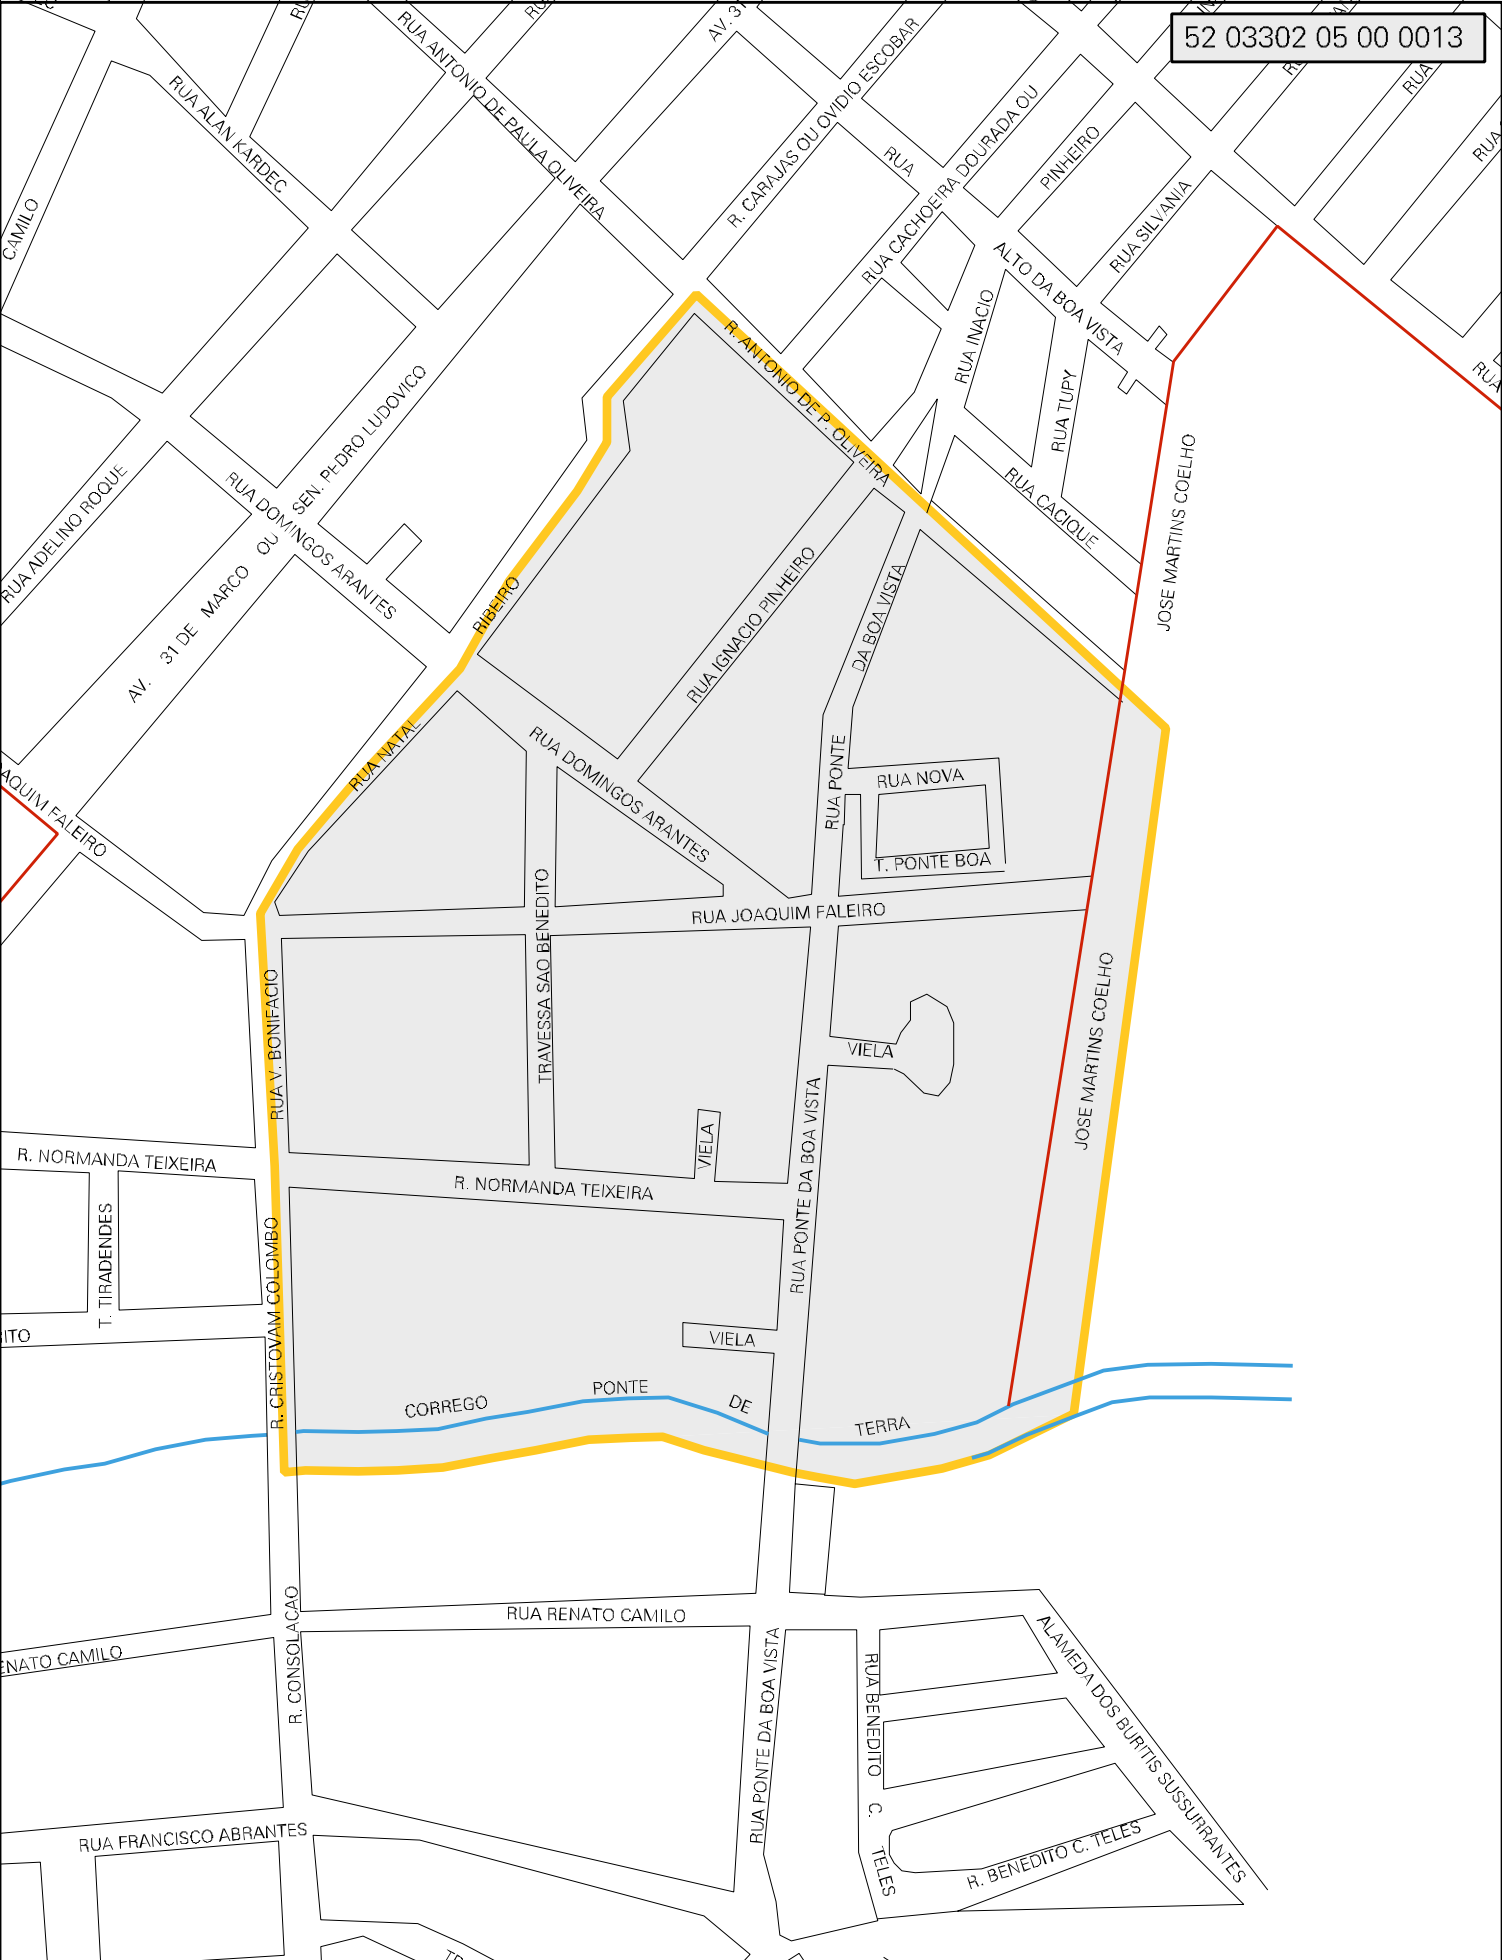 52 03302 05 00 0013
RUA ANTONIO DE PAULA OLIVEIRA
RUA ALAN KARDEC
R. CARAJAS OU OVIDIO ESCOBAR
RUA
RUA CACHOEIRA DOURADA OU
PINHEIRO
RUA SILVANIA
RUA
RUA
CAMILO
ALTO DA BOA VISTA
RUA INACIO
RUA TUPY
RUA CACIQUE
JOSE MARTINS COELHO
R. ANTONIO DE P. OLIVEIRA
SEN. PEDRO LUDOVICO
OU
AV. 31 DE MARCO
RUA DOMINGOS ARANTES
RUA ADELINO ROQUE
RIBEIRO
RUA NATAL
RUA IGNACIO PINHEIRO
DA BOA VISTA
RUA PONTE
RUA DOMINGOS ARANTES
RUA NOVA
T. PONTE BOA
AQUIM FALEIRO
RUA JOAQUIM FALEIRO
TRAVESSA SAO BENEDITO
RUA V. BONIFACIO
VIELA
JOSE MARTINS COELHO
VIELA
RUA PONTE DA BOA VISTA
R. NORMANDA TEIXEIRA
R. NORMANDA TEIXEIRA
T. TIRADENDES
R. CRISTOVAM COLOMBO
ITO
VIELA
CORREGO PONTE DE TERRA
RUA RENATO CAMILO
ENATO CAMILO
R. CONSOLACAO
RUA PONTE DA BOA VISTA
RUA BENEDITO C. TELES
ALAMEDA DOS BURITIS SUSSURRANTES
R. BENEDITO C. TELES
RUA FRANCISCO ABRANTES